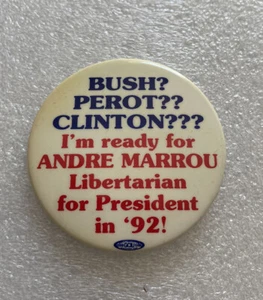 BUSH?
PEROT??
CLINTON???
I'm ready for
ANDRE MARROU
Libertarian
for President
in '92!